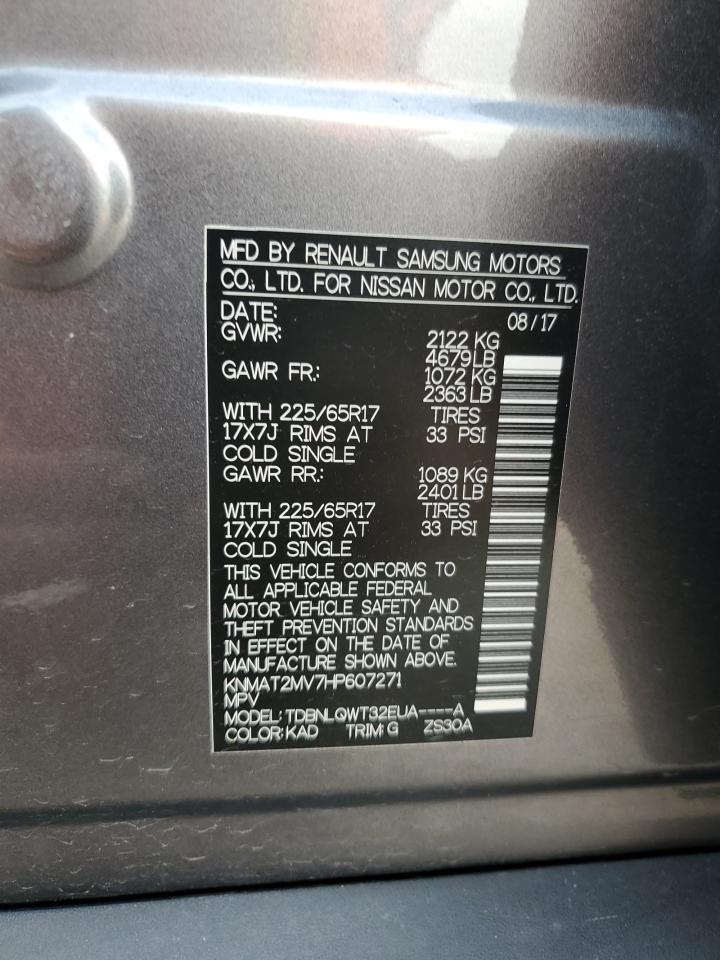 MFD BY RENAULT SAMSUNG MOTORS
CO., LTD. FOR NISSAN MOTOR CO., LTD.
DATE: 08/17
GVWR: 2122 KG
4679 LB
GAWR FR.: 1072 KG
2363 LB
WITH 225/65R17 TIRES
17X7J RIMS AT 33 PSI
COLD SINGLE
GAWR RR.: 1089 KG
2401 LB
WITH 225/65R17 TIRES
17X7J RIMS AT 33 PSI
COLD SINGLE
THIS VEHICLE CONFORMS TO
ALL APPLICABLE FEDERAL
MOTOR VEHICLE SAFETY AND
THEFT PREVENTION STANDARDS
IN EFFECT ON THE DATE OF
MANUFACTURE SHOWN ABOVE.
KNMAT2MV7HP607271
MPV
MODEL: TDBNLQWT32EUA----A
COLOR: KAD TRIM: G ZS30A